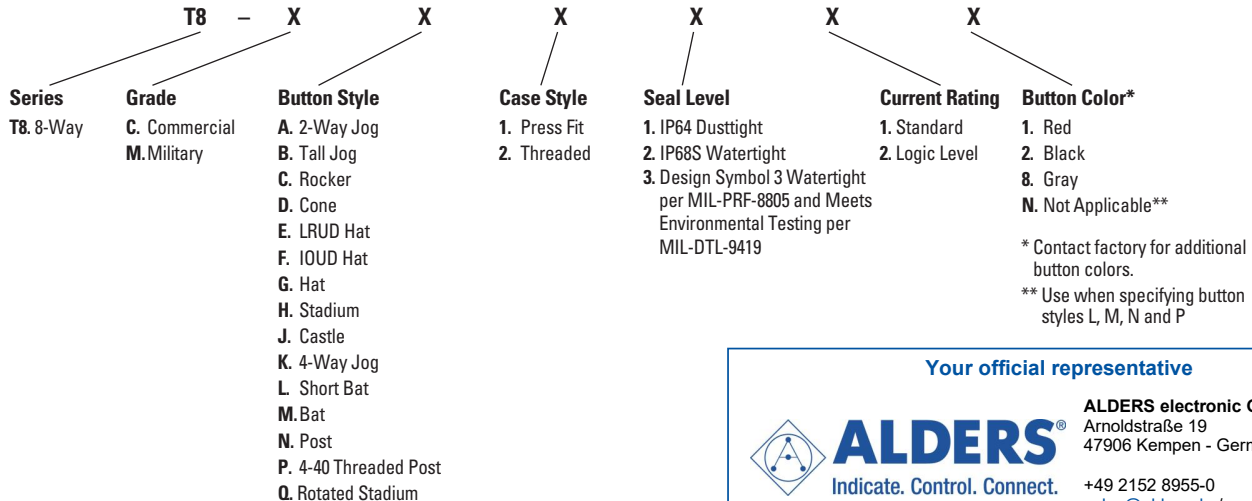 T8 – X X X X X X
Series
T8. 8-Way
Grade
C. Commercial
M. Military
Button Style
A. 2-Way Jog
B. Tall Jog
C. Rocker
D. Cone
E. LRUD Hat
F. IOUD Hat
G. Hat
H. Stadium
J. Castle
K. 4-Way Jog
L. Short Bat
M. Bat
N. Post
P. 4-40 Threaded Post
Q. Rotated Stadium
Case Style
1. Press Fit
2. Threaded
Seal Level
1. IP64 Dusttight
2. IP68S Watertight
3. Design Symbol 3 Watertight
per MIL-PRF-8805 and Meets
Environmental Testing per
MIL-DTL-9419
Current Rating
1. Standard
2. Logic Level
Button Color*
1. Red
2. Black
8. Gray
N. Not Applicable**
* Contact factory for additional
button colors.
** Use when specifying button
styles L, M, N and P
Your official representative
A
ALDERS®
Indicate. Control. Connect.
ALDERS electronic
Arnoldstraße 19
47906 Kempen - Ger
+49 2152 8955-0